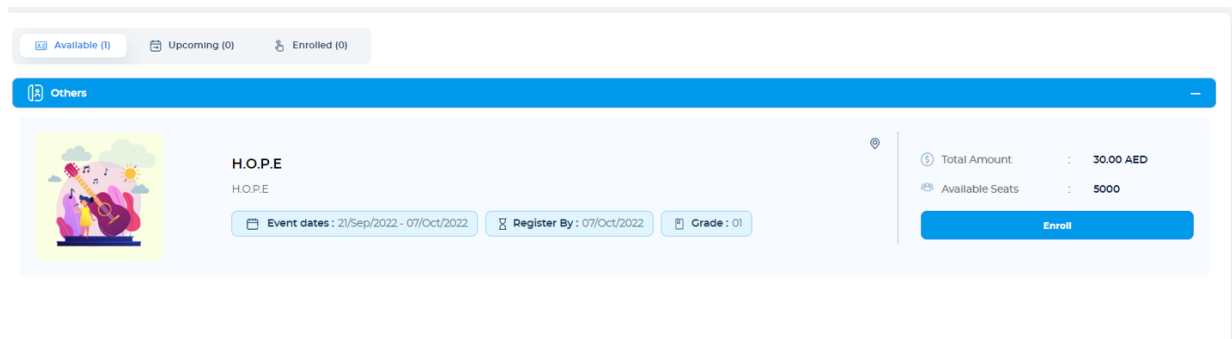 Available (1) Upcoming (0) Enrolled (0)
Others
H.O.P.E
H.O.P.E
Event dates : 21/Sep/2022 - 07/Oct/2022 Register By : 07/Oct/2022 Grade : 01
Total Amount : 30.00 AED
Available Seats : 5000
Enroll